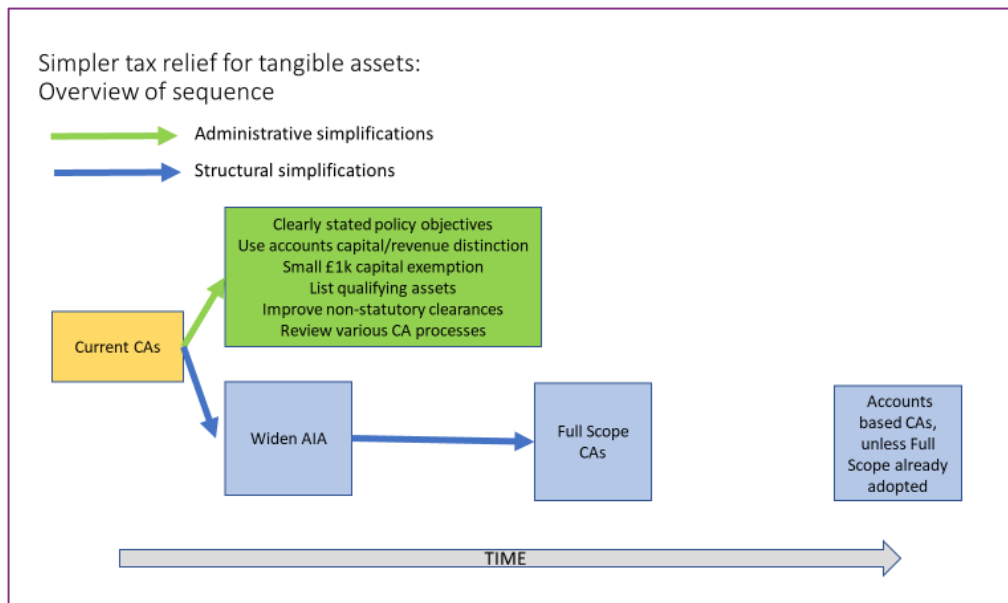 Simpler tax relief for tangible assets:
Overview of sequence
Administrative simplifications
Structural simplifications
Clearly stated policy objectives
Use accounts capital/revenue distinction
Small £1k capital exemption
List qualifying assets
Improve non-statutory clearances
Review various CA processes
Current CAs
Widen AIA
Full Scope
CAs
Accounts
based CAs,
unless Full
Scope already
adopted
TIME